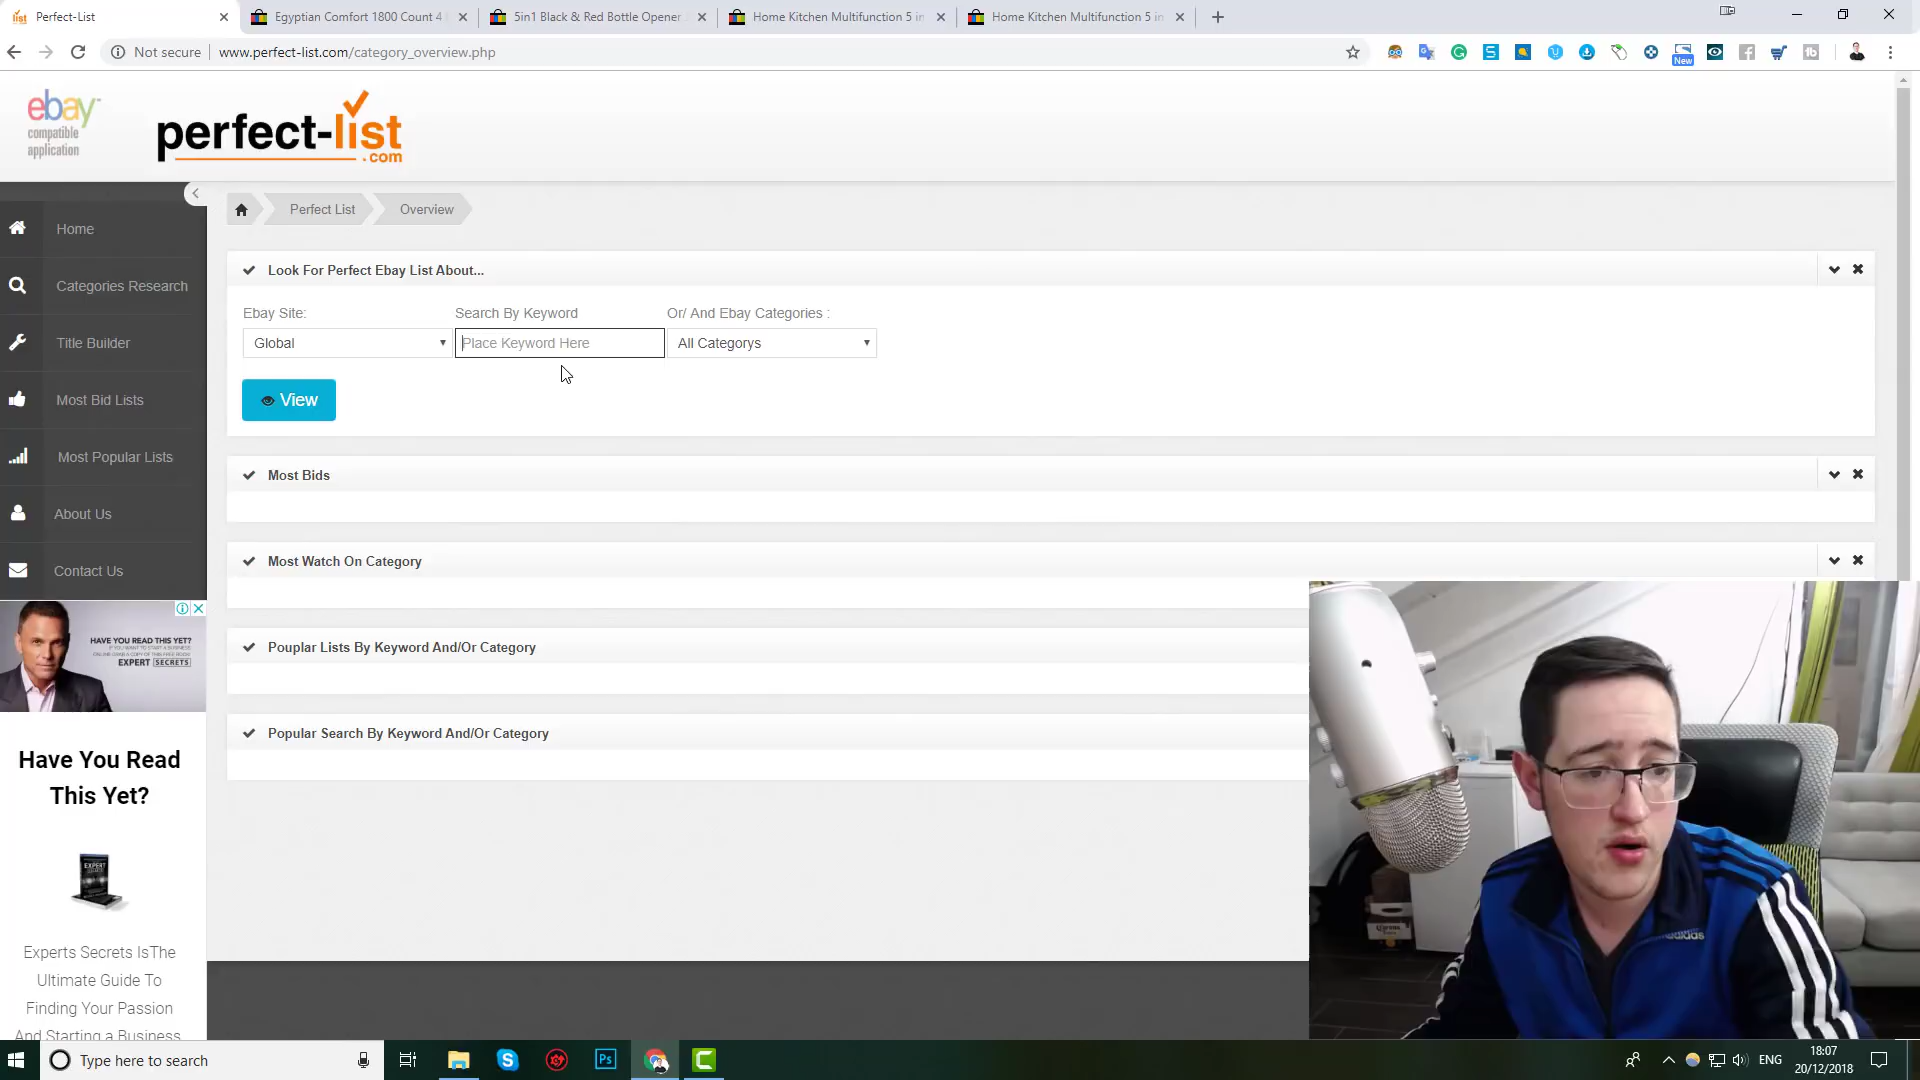 Perfect-List
Egyptian Comfort 1800 Count 4
5in1 Black & Red Bottle Opener
Home Kitchen Multifunction 5 in
Home Kitchen Multifunction 5 in
Not secure
www.perfect-list.com/category_overview.php
New
ebay
compatible
application
perfect-list
.com
Home
Categories Research
Title Builder
Most Bid Lists
Most Popular Lists
About Us
Contact Us
HAVE YOU READ THIS YET?
EXPERT SECRETS
Have You Read
This Yet?
EXPERT
SECRETS
Experts Secrets IsThe
Ultimate Guide To
Finding Your Passion
And Starting a Business
Perfect List
Overview
Look For Perfect Ebay List About...
Ebay Site:
Search By Keyword
Or/ And Ebay Categories :
Global
Place Keyword Here
All Categorys
View
Most Bids
Most Watch On Category
Pouplar Lists By Keyword And/Or Category
Popular Search By Keyword And/Or Category
adidas
Corona
Type here to search
Ps
ENG
18:07
20/12/2018